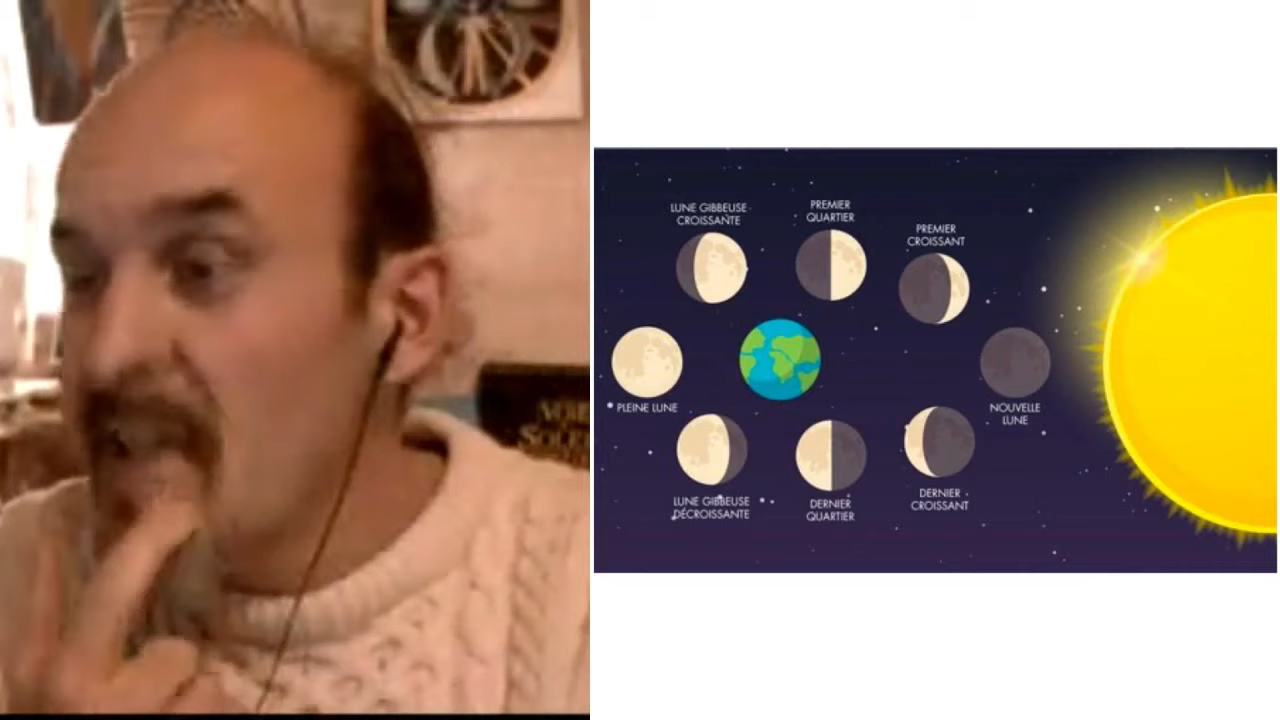 LUNE GIBBEUSE
CROISSANTE
PREMIER
QUARTIER
PREMIER
CROISSANT
PLEINE LUNE
NOUVELLE
LUNE
LUNE GIBBEUSE
DÉCROISSANTE
DERNIER
QUARTIER
DERNIER
CROISSANT